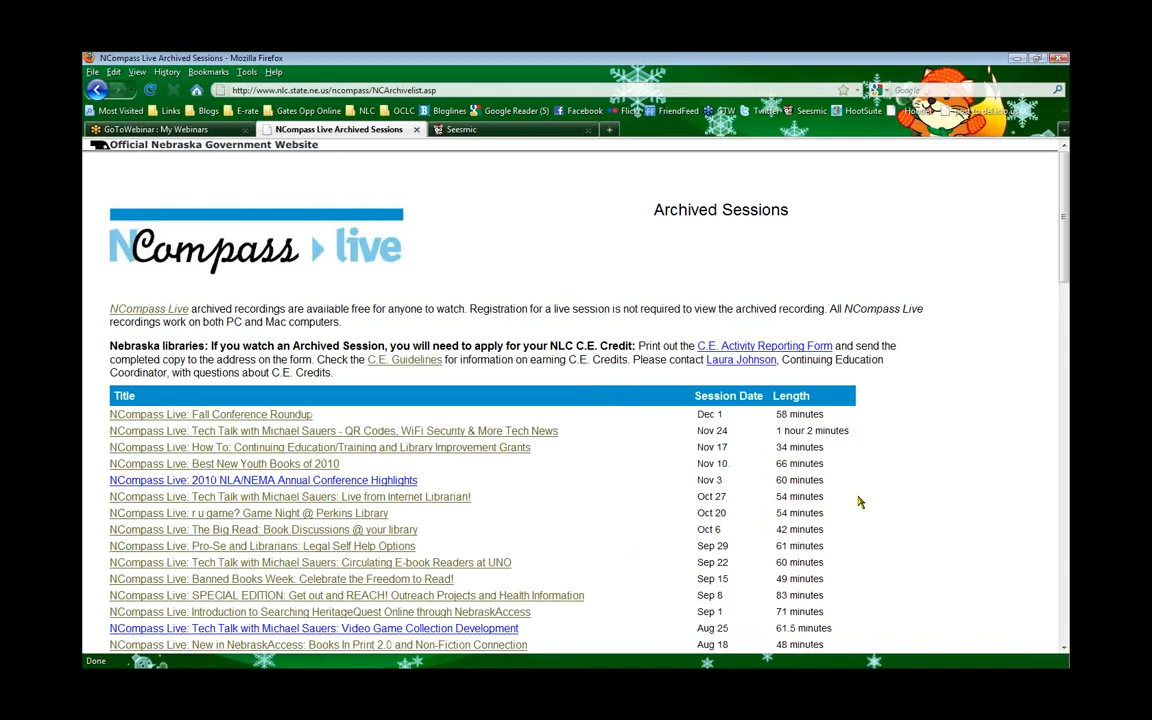 NCompass Live Archived Sessions - Mozilla Firefox
File Edit View History Bookmarks Tools Help
http://www.nlc.state.ne.us/ncompass/NCArchivelist.asp
Google
Most Visited Links Blogs E-rate Gates Opp Online NLC OCLC Bloglines Google Reader (5) Facebook Flickr FriendFeed GTW Twitter Seesmic HootSuite
GoToWebinar : My Webinars NCompass Live Archived Sessions Seesmic
Official Nebraska Government Website
Archived Sessions
NCompass live
NCompass Live archived recordings are available free for anyone to watch. Registration for a live session is not required to view the archived recording. All NCompass Live
recordings work on both PC and Mac computers.
Nebraska libraries: If you watch an Archived Session, you will need to apply for your NLC C.E. Credit: Print out the C.E. Activity Reporting Form and send the
completed copy to the address on the form. Check the C.E. Guidelines for information on earning C.E. Credits. Please contact Laura Johnson, Continuing Education
Coordinator, with questions about C.E. Credits.
Title Session Date Length
NCompass Live: Fall Conference Roundup Dec 1 58 minutes
NCompass Live: Tech Talk with Michael Sauers - QR Codes, WiFi Security & More Tech News Nov 24 1 hour 2 minutes
NCompass Live: How To: Continuing Education/Training and Library Improvement Grants Nov 17 34 minutes
NCompass Live: Best New Youth Books of 2010 Nov 10 66 minutes
NCompass Live: 2010 NLA/NEMA Annual Conference Highlights Nov 3 60 minutes
NCompass Live: Tech Talk with Michael Sauers: Live from Internet Librarian! Oct 27 54 minutes
NCompass Live: r u game? Game Night @ Perkins Library Oct 20 54 minutes
NCompass Live: The Big Read: Book Discussions @ your library Oct 6 42 minutes
NCompass Live: Pro-Se and Librarians: Legal Self Help Options Sep 29 61 minutes
NCompass Live: Tech Talk with Michael Sauers: Circulating E-book Readers at UNO Sep 22 60 minutes
NCompass Live: Banned Books Week: Celebrate the Freedom to Read! Sep 15 49 minutes
NCompass Live: SPECIAL EDITION: Get out and REACH! Outreach Projects and Health Information Sep 8 83 minutes
NCompass Live: Introduction to Searching HeritageQuest Online through NebraskAccess Sep 1 71 minutes
NCompass Live: Tech Talk with Michael Sauers: Video Game Collection Development Aug 25 61.5 minutes
NCompass Live: New in NebraskAccess: Books In Print 2.0 and Non-Fiction Connection Aug 18 48 minutes
Done